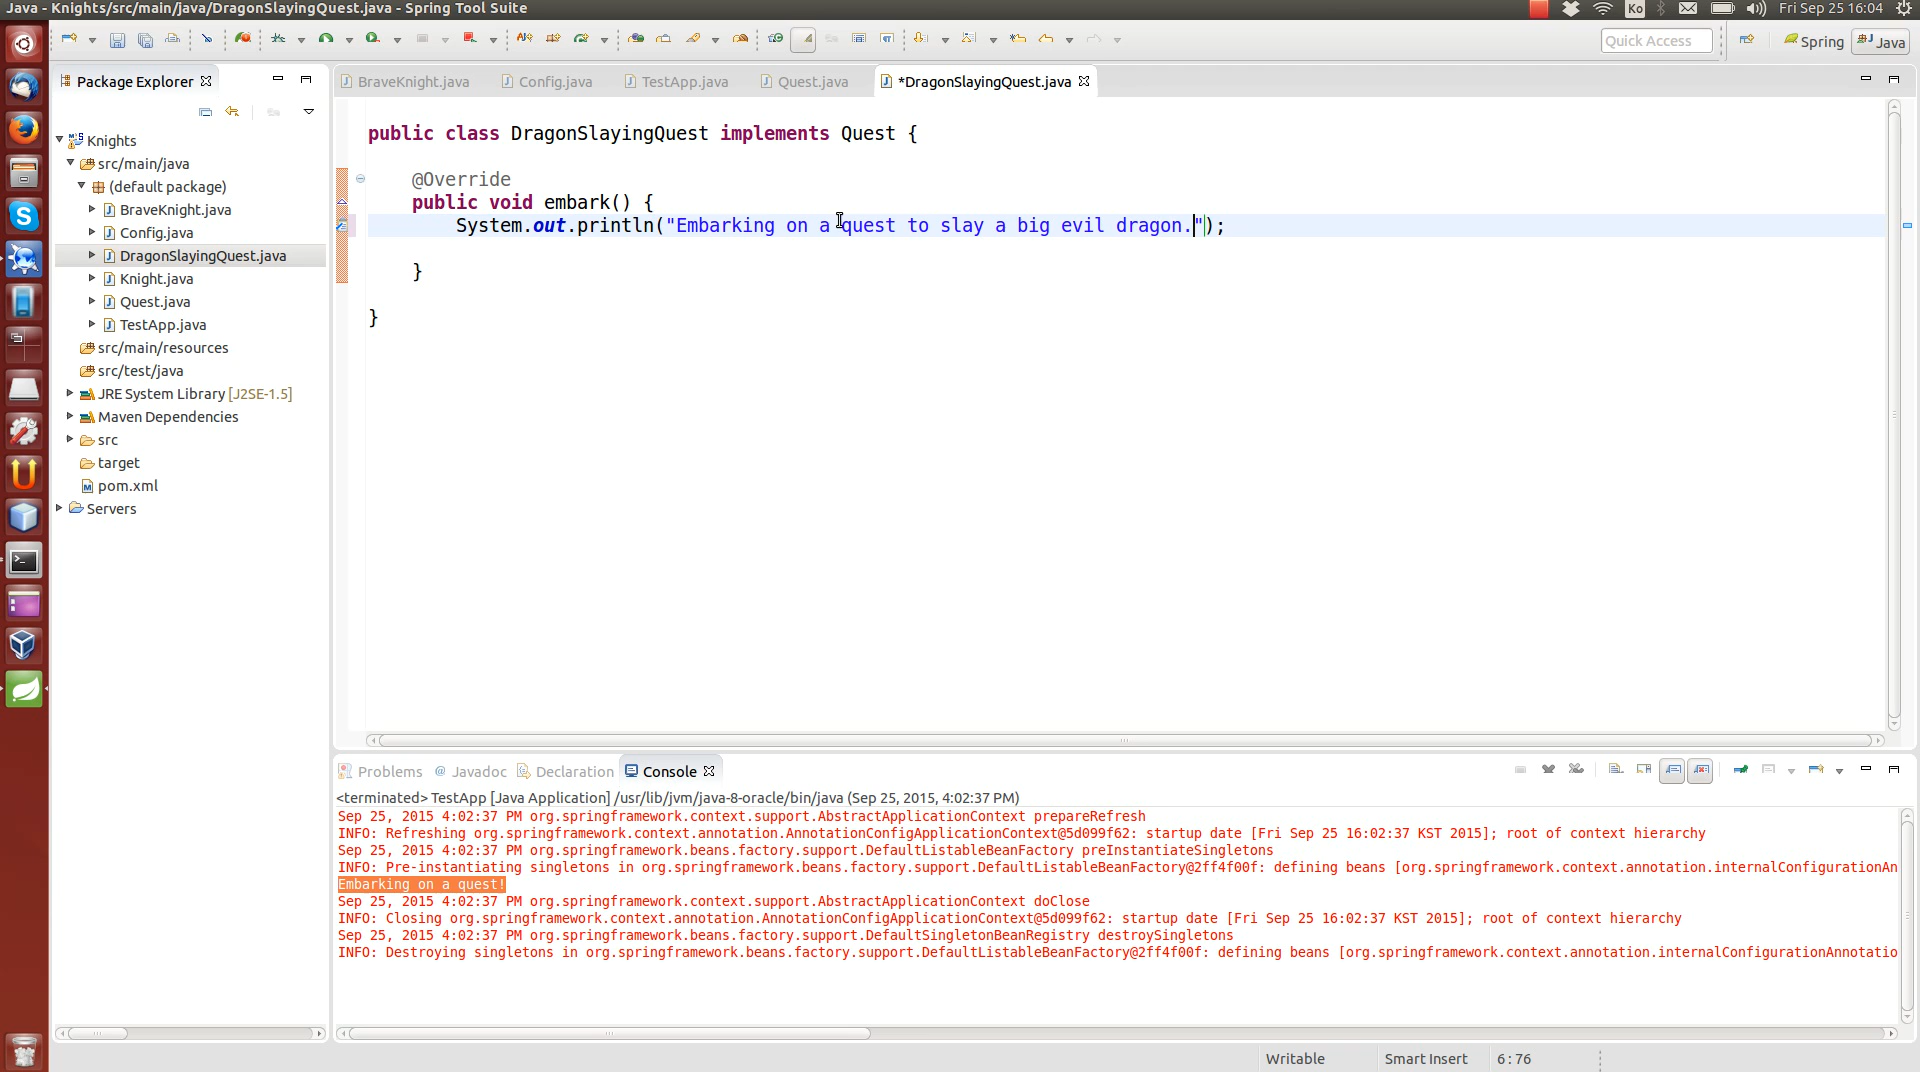 Java - Knights/src/main/java/DragonSlayingQuest.java - Spring Tool Suite
Ko
Fri Sep 25 16:04
Quick Access
Spring
Java
Package Explorer
BraveKnight.java
Config.java
TestApp.java
Quest.java
*DragonSlayingQuest.java
Knights
src/main/java
(default package)
BraveKnight.java
Config.java
DragonSlayingQuest.java
Knight.java
Quest.java
TestApp.java
src/main/resources
src/test/java
JRE System Library [J2SE-1.5]
Maven Dependencies
src
target
pom.xml
Servers
public class DragonSlayingQuest implements Quest {
@Override
public void embark() {
System.out.println("Embarking on a quest to slay a big evil dragon.");
}
}
Problems
@ Javadoc
Declaration
Console
<terminated> TestApp [Java Application] /usr/lib/jvm/java-8-oracle/bin/java (Sep 25, 2015, 4:02:37 PM)
Sep 25, 2015 4:02:37 PM org.springframework.context.support.AbstractApplicationContext prepareRefresh
INFO: Refreshing org.springframework.context.annotation.AnnotationConfigApplicationContext@5d099f62: startup date [Fri Sep 25 16:02:37 KST 2015]; root of context hierarchy
Sep 25, 2015 4:02:37 PM org.springframework.beans.factory.support.DefaultListableBeanFactory preInstantiateSingletons
INFO: Pre-instantiating singletons in org.springframework.beans.factory.support.DefaultListableBeanFactory@2ff4f00f: defining beans [org.springframework.context.annotation.internalConfigurationAn
Embarking on a quest!
Sep 25, 2015 4:02:37 PM org.springframework.context.support.AbstractApplicationContext doClose
INFO: Closing org.springframework.context.annotation.AnnotationConfigApplicationContext@5d099f62: startup date [Fri Sep 25 16:02:37 KST 2015]; root of context hierarchy
Sep 25, 2015 4:02:37 PM org.springframework.beans.factory.support.DefaultSingletonBeanRegistry destroySingletons
INFO: Destroying singletons in org.springframework.beans.factory.support.DefaultListableBeanFactory@2ff4f00f: defining beans [org.springframework.context.annotation.internalConfigurationAnnotatio
Writable
Smart Insert
6 : 76